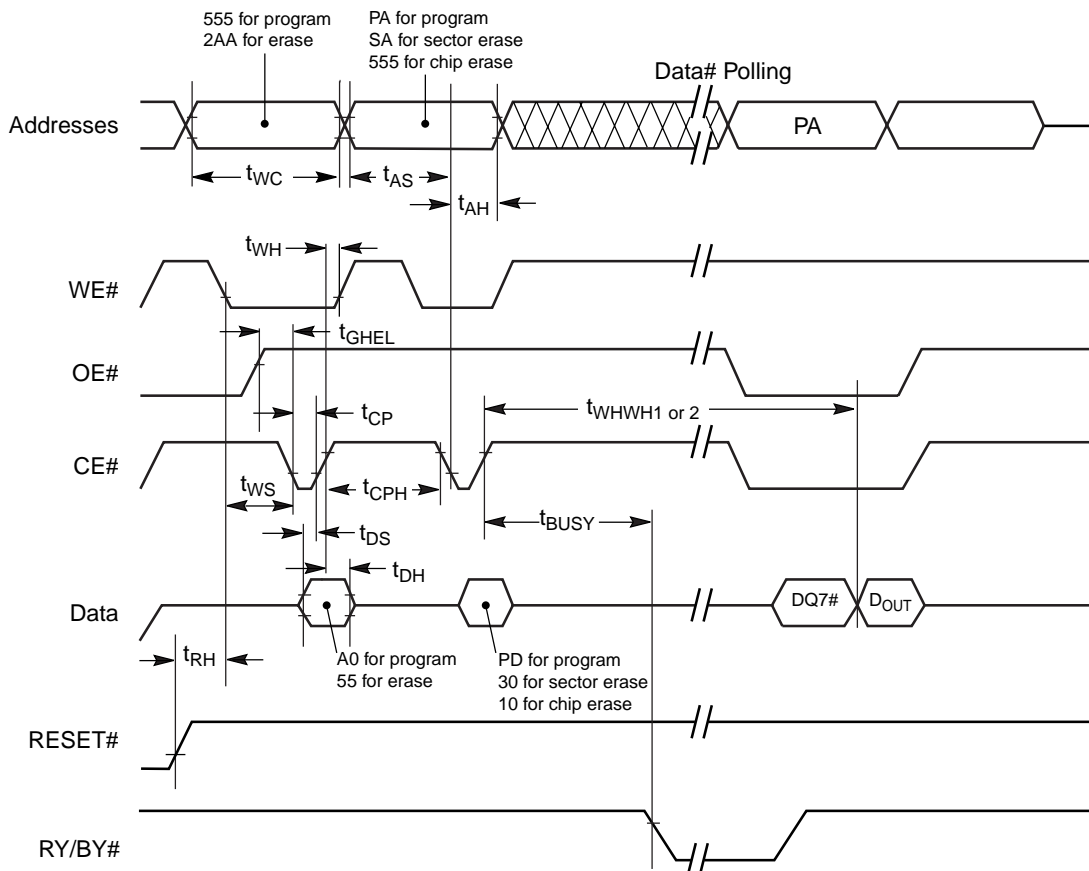 555 for program
2AA for erase
PA for program
SA for sector erase
555 for chip erase
Data# Polling
Addresses
PA
tWC
tAS
tAH
tWH
WE#
tGHEL
OE#
tCP
tWHWH1 or 2
CE#
tWS
tCPH
tBUSY
tDS
tDH
Data
DQ7#
DOUT
tRH
A0 for program
55 for erase
PD for program
30 for sector erase
10 for chip erase
RESET#
RY/BY#